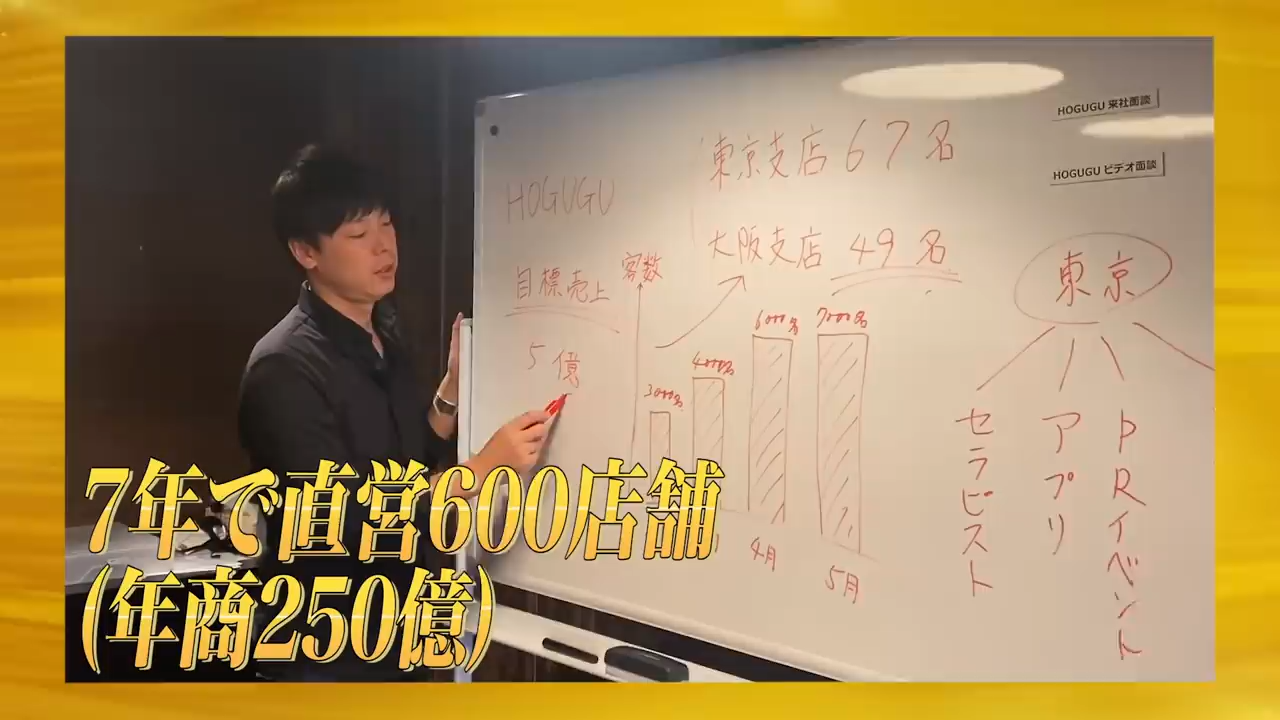 HOGUGU 来社面談
HOGUGU ビデオ面談
東京支店 67名
大阪支店 49名
HOGUGU
目標売上
5億
客数
3000名
4000名
6000名
7000名
4月
5月
東京
セラピスト
アプリ
PRイベント
7年で直営600店舗
(年商250億)